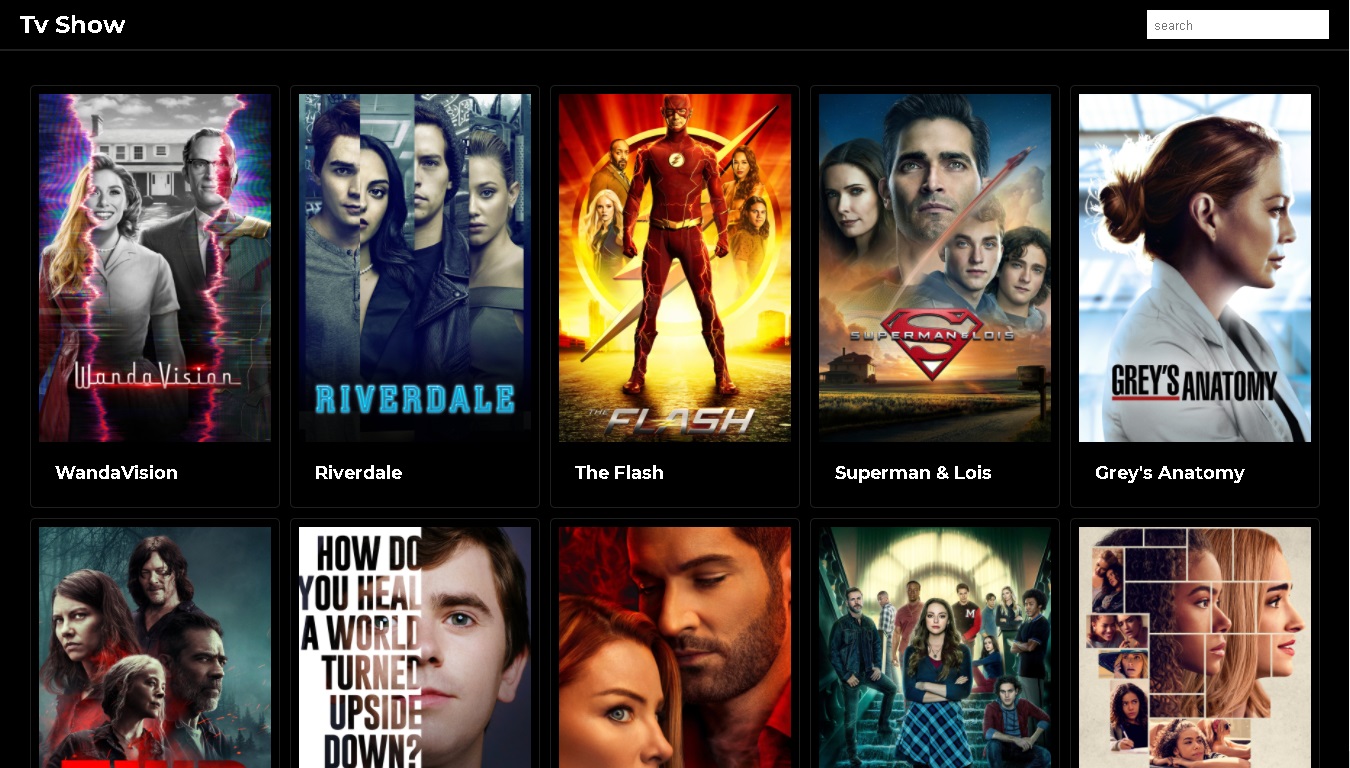 Tv Show
search
WandaVision
RIVERDALE
THE
FLASH
SUPERMAN & LOIS
GREY'S ANATOMY
WandaVision
Riverdale
The Flash
Superman & Lois
Grey's Anatomy
HOW DO
YOU HEAL
A WORLD
TURNED
UPSIDE
DOWN?
M